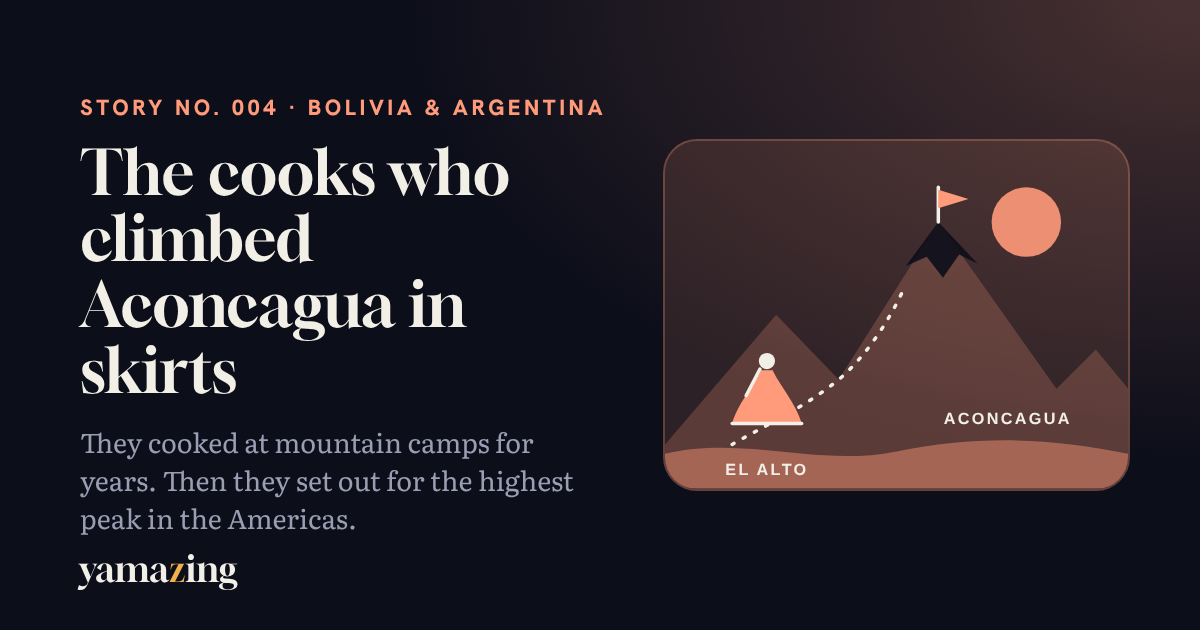 STORY NO. 004 · BOLIVIA & ARGENTINA
The cooks who
climbed
Aconcagua in
skirts
They cooked at mountain camps for
years. Then they set out for the highest
peak in the Americas.
yamazing
ACONCAGUA
EL ALTO